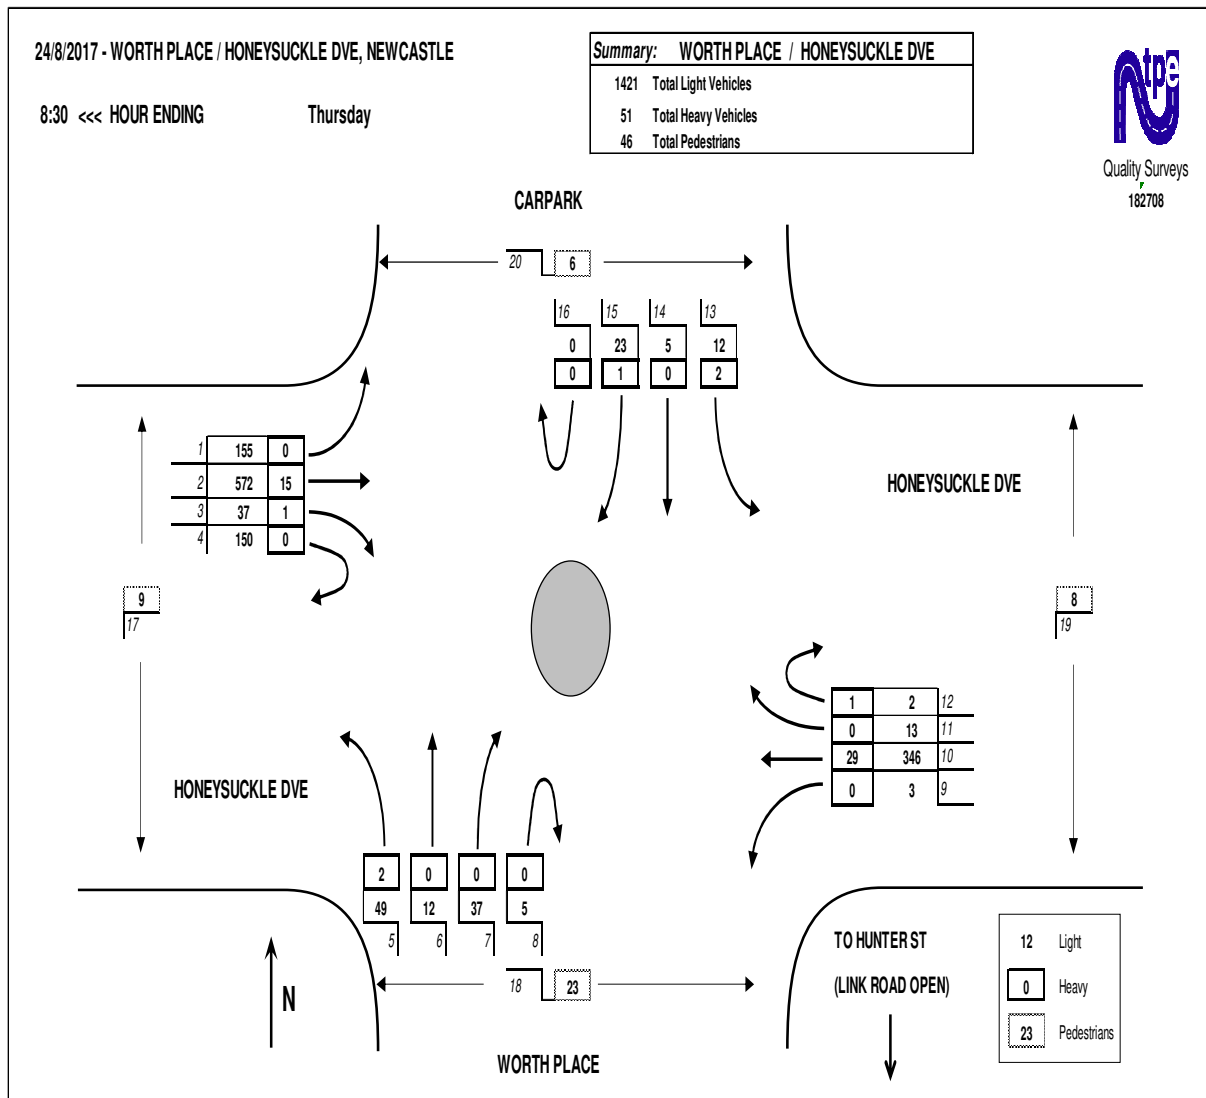 24/8/2017 - WORTH PLACE / HONEYSUCKLE DVE, NEWCASTLE
8:30 <<< HOUR ENDING Thursday
Summary: WORTH PLACE / HONEYSUCKLE DVE
1421 Total Light Vehicles
51 Total Heavy Vehicles
46 Total Pedestrians
tpe
Quality Surveys
182708
CARPARK
20 6
16 15 14 13
0 23 5 12
0 1 0 2
1 155 0
2 572 15
3 37 1
4 150 0
HONEYSUCKLE DVE
9
17
8
19
1 2 12
0 13 11
29 346 10
0 3 9
HONEYSUCKLE DVE
2 0 0 0
49 12 37 5
5 6 7 8
18 23
N
WORTH PLACE
TO HUNTER ST
(LINK ROAD OPEN)
12 Light
0 Heavy
23 Pedestrians